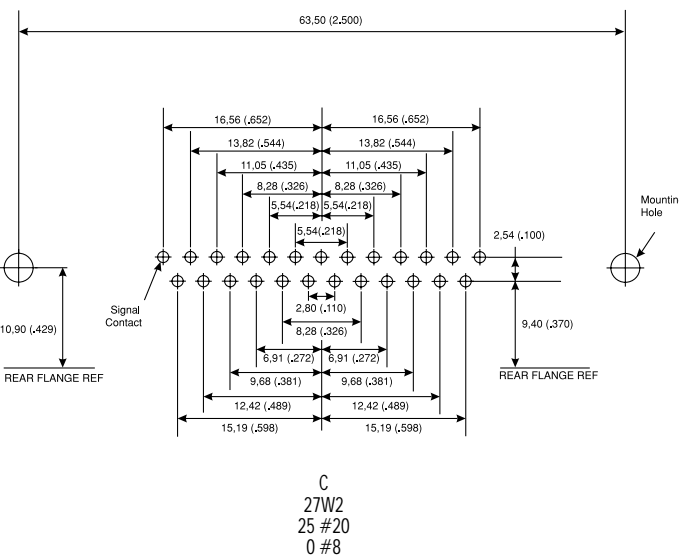 63,50 (2.500)
16,56 (.652) 16,56 (.652)
13,82 (.544) 13,82 (.544)
11,05 (.435) 11,05 (.435)
8,28 (.326) 8,28 (.326)
5,54(.218) 5,54(.218)
5,54(.218)
Mountin
Hole
2,54 (.100)
Signal
Contact
2,80 (.110)
10,90 (.429)
8,28 (.326)
9,40 (.370)
6,91 (.272) 6,91 (.272)
REAR FLANGE REF
REAR FLANGE REF
9,68 (.381) 9,68 (.381)
12,42 (.489) 12,42 (.489)
15,19 (.598) 15,19 (.598)
C
27W2
25 #20
0 #8